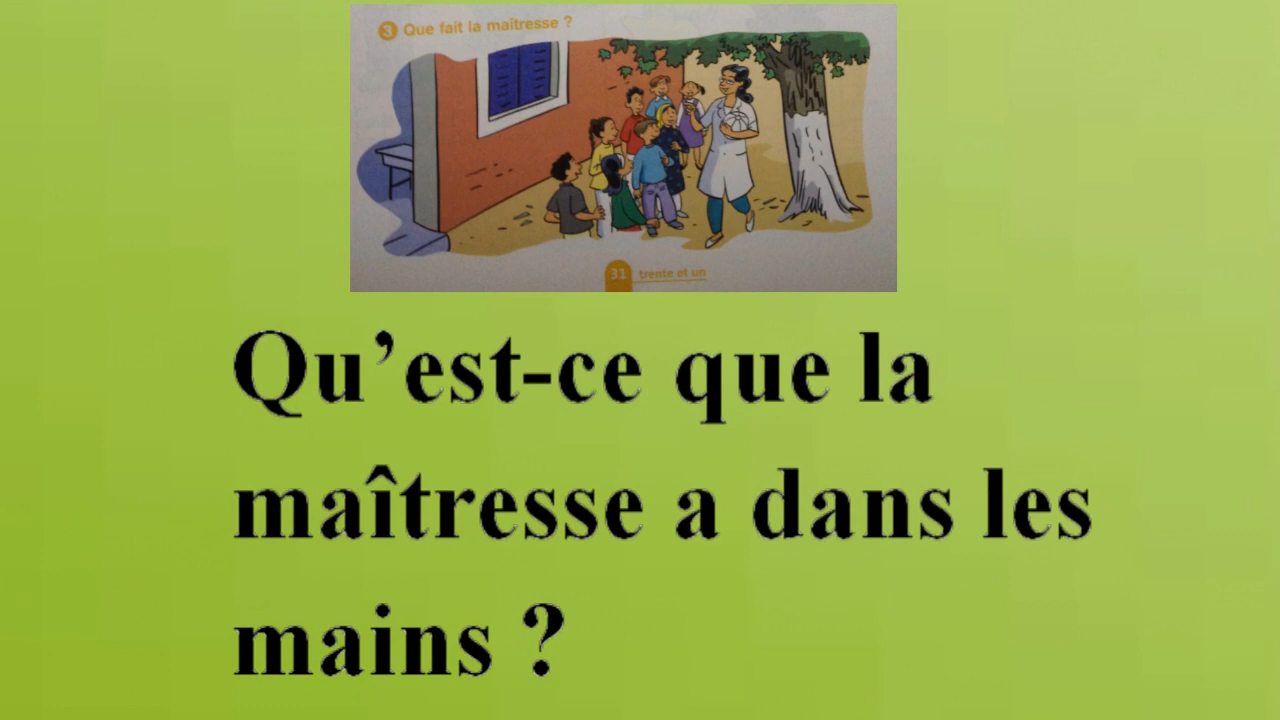 3 Que fait la maîtresse ?
31 trente et un
Qu’est-ce que la
maîtresse a dans les
mains ?